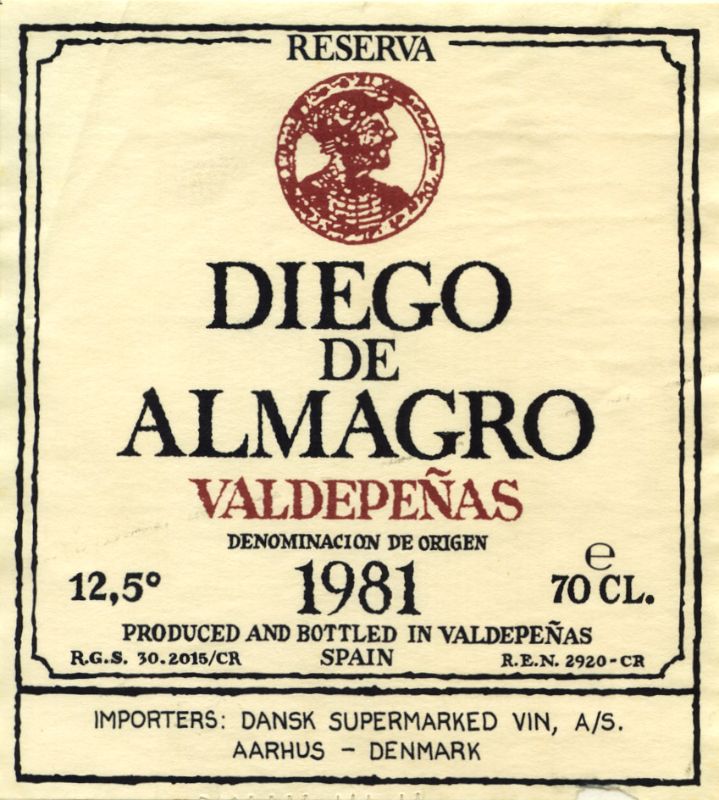 RESERVA
DIEGO
DE
ALMAGRO
VALDEPEÑAS
DENOMINACION DE ORIGEN
12,5° 1981 e 70 CL.
PRODUCED AND BOTTLED IN VALDEPEÑAS
R.G.S. 30.2015/CR SPAIN R.E.N. 2920-CR
IMPORTERS: DANSK SUPERMARKED VIN, A/S.
AARHUS – DENMARK